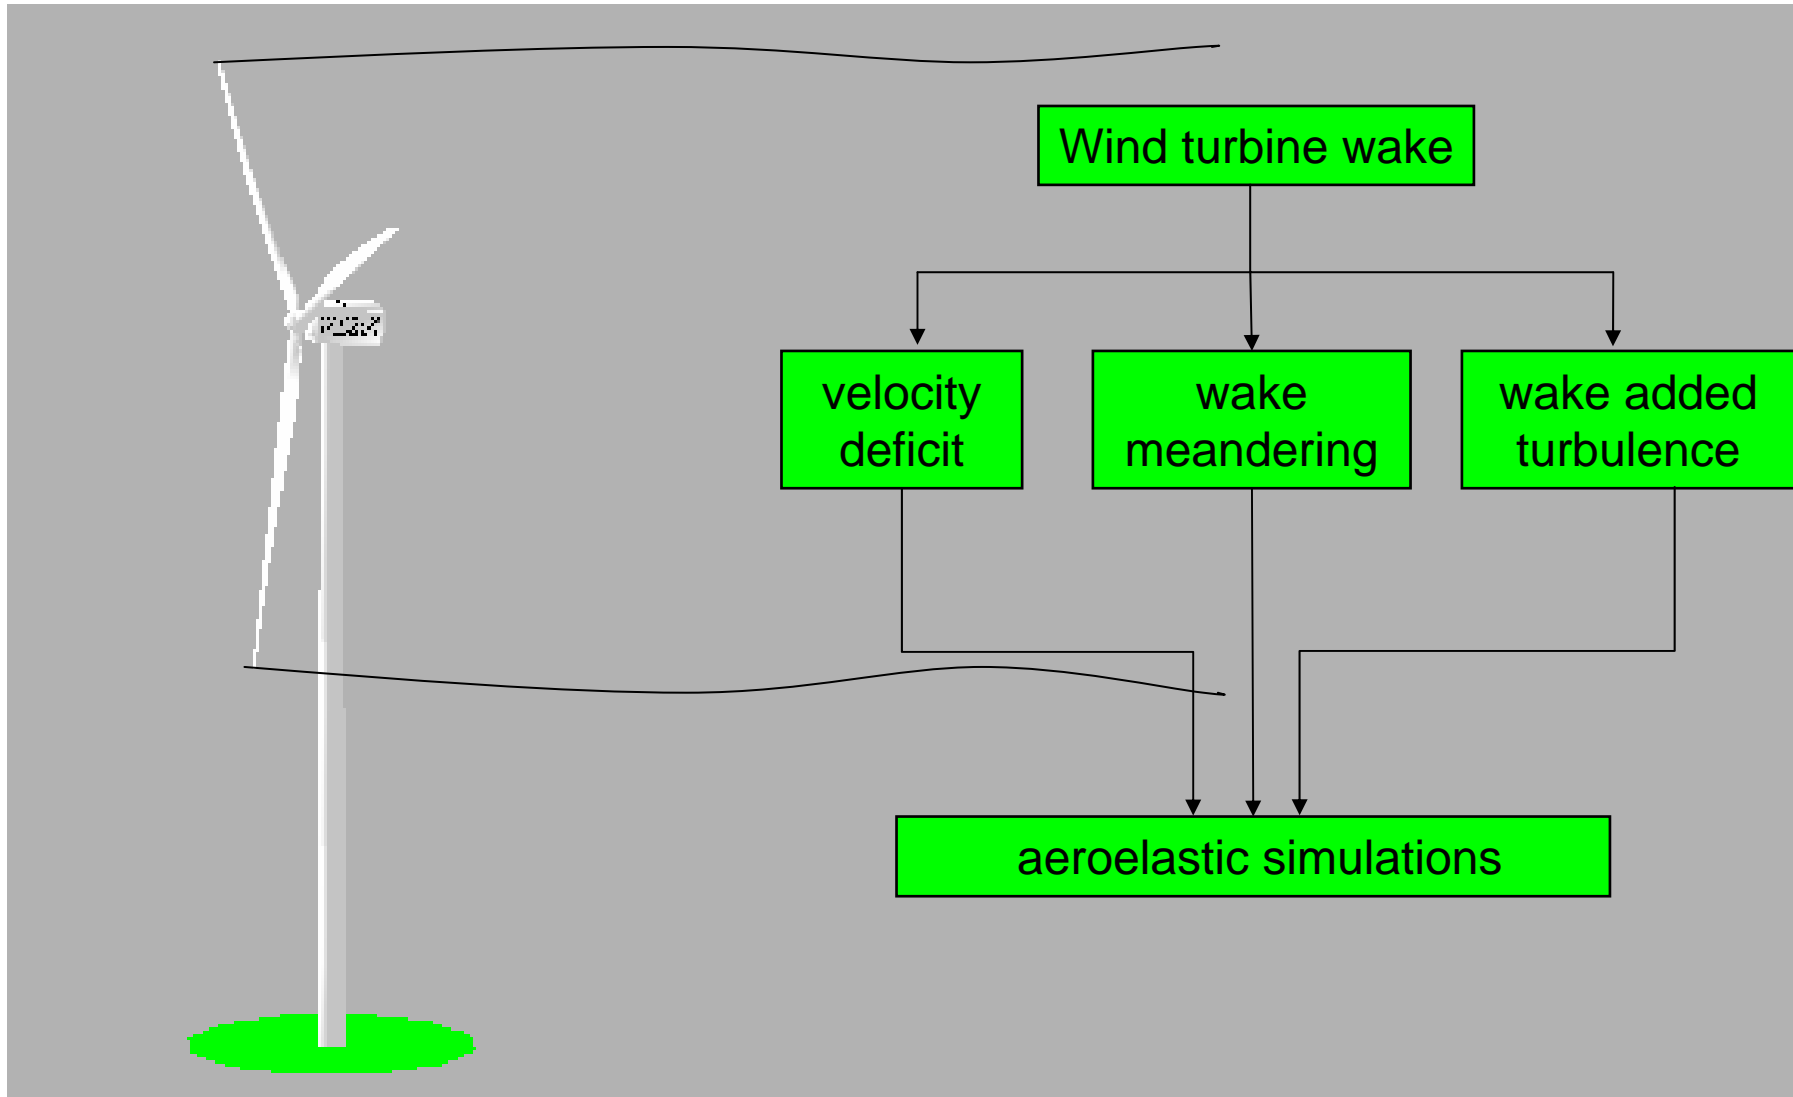 Wind turbine wake
velocity
deficit
wake
meandering
wake added
turbulence
aeroelastic simulations